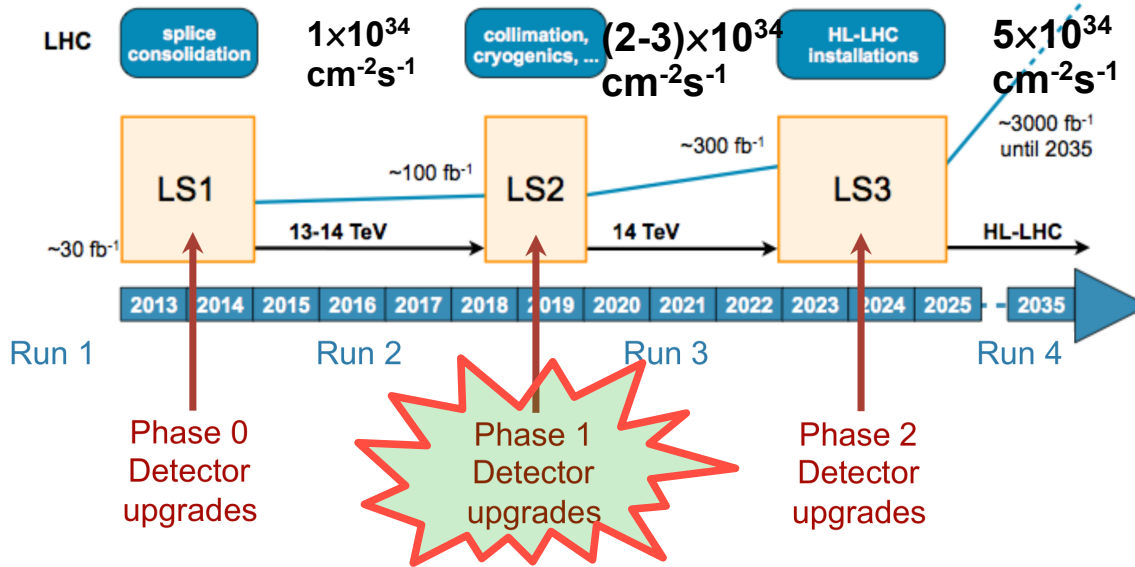 LHC
splice
consolidation
1×10³⁴
cm⁻²s⁻¹
collimation,
cryogenics, ...
(2-3)×10³⁴
cm⁻²s⁻¹
HL-LHC
installations
5×10³⁴
cm⁻²s⁻¹
~30 fb⁻¹
LS1
~100 fb⁻¹
13-14 TeV
LS2
~300 fb⁻¹
14 TeV
LS3
~3000 fb⁻¹
until 2035
HL-LHC
2013 2014 2015 2016 2017 2018 2019 2020 2021 2022 2023 2024 2025 2035
Run 1 Run 2 Run 3 Run 4
Phase 0
Detector
upgrades
Phase 1
Detector
upgrades
Phase 2
Detector
upgrades